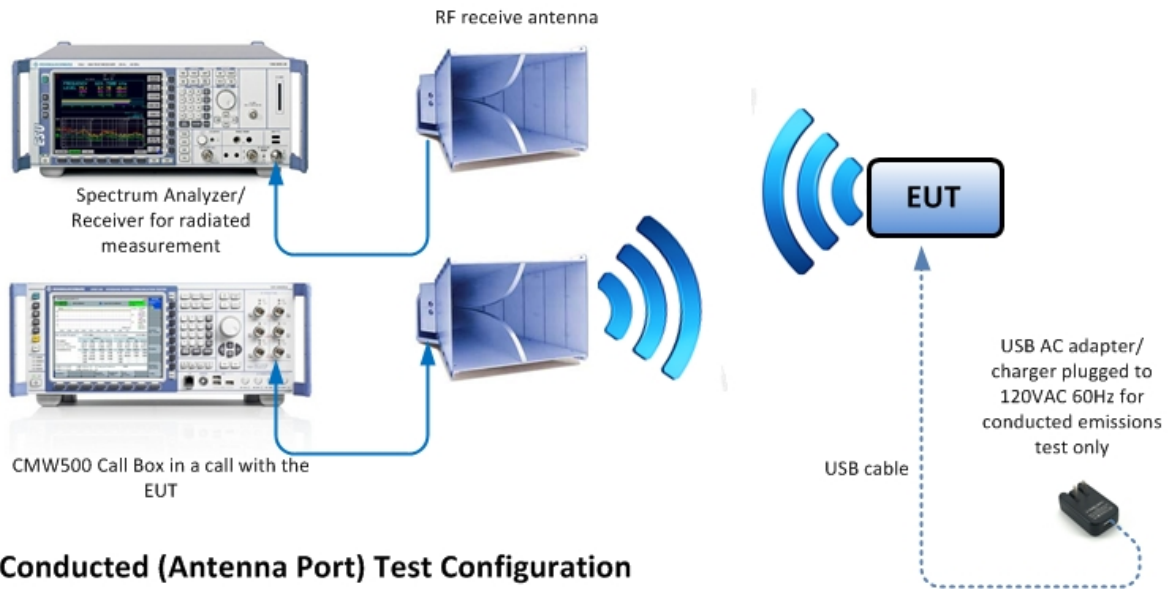 RF receive antenna
Spectrum Analyzer/
Receiver for radiated
measurement
EUT
CMW500 Call Box in a call with the
EUT
USB AC adapter/
charger plugged to
120VAC 60Hz for
conducted emissions
test only
USB cable
Conducted (Antenna Port) Test Configuration